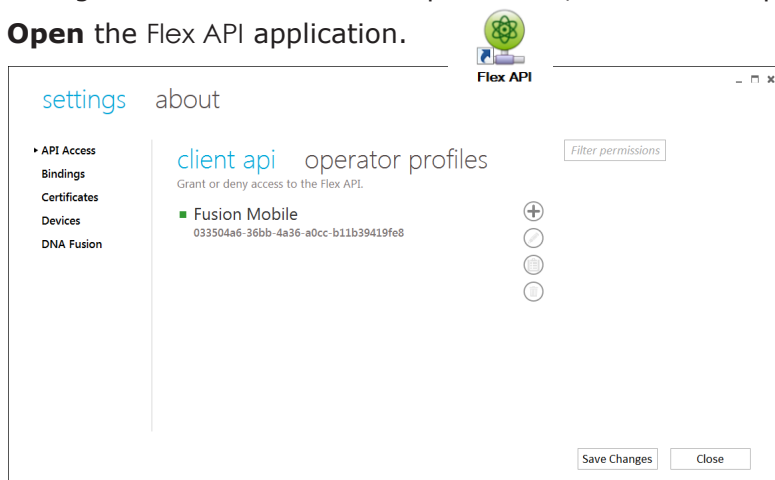 Open the Flex API application.
Flex API
settings about
API Access
Bindings
Certificates
Devices
DNA Fusion
client api operator profiles
Grant or deny access to the Flex API.
Fusion Mobile
033504a6-36bb-4a36-a0cc-b11b39419fe8
Filter permissions
Save Changes Close